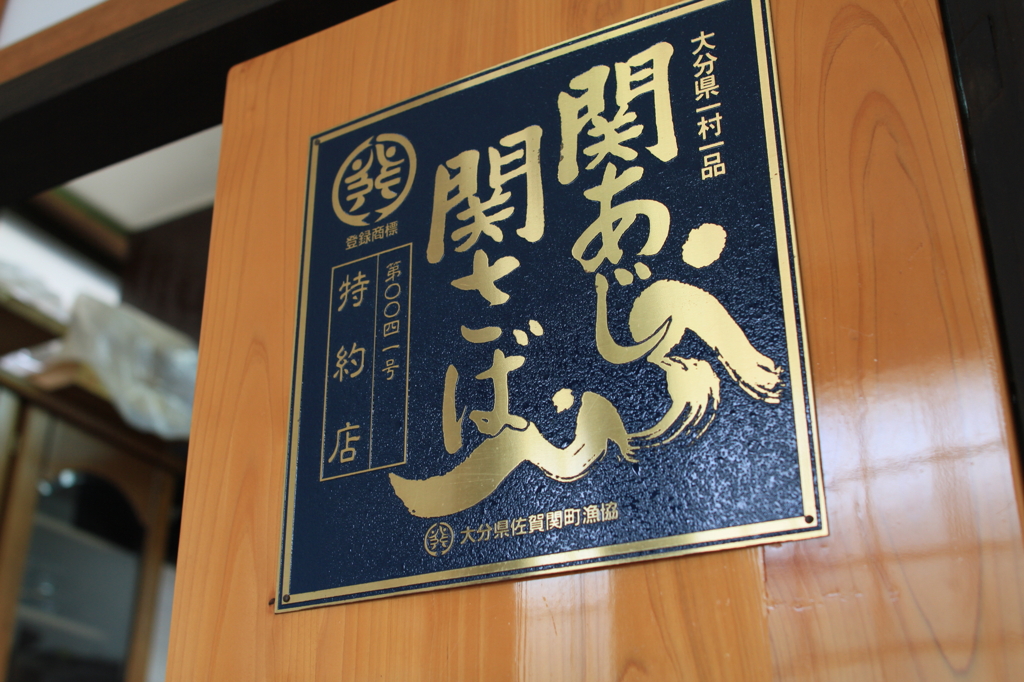 大分県一村一品
関あじ
関さば
登録商標
第〇〇四一号
特約店
大分県佐賀関町漁協